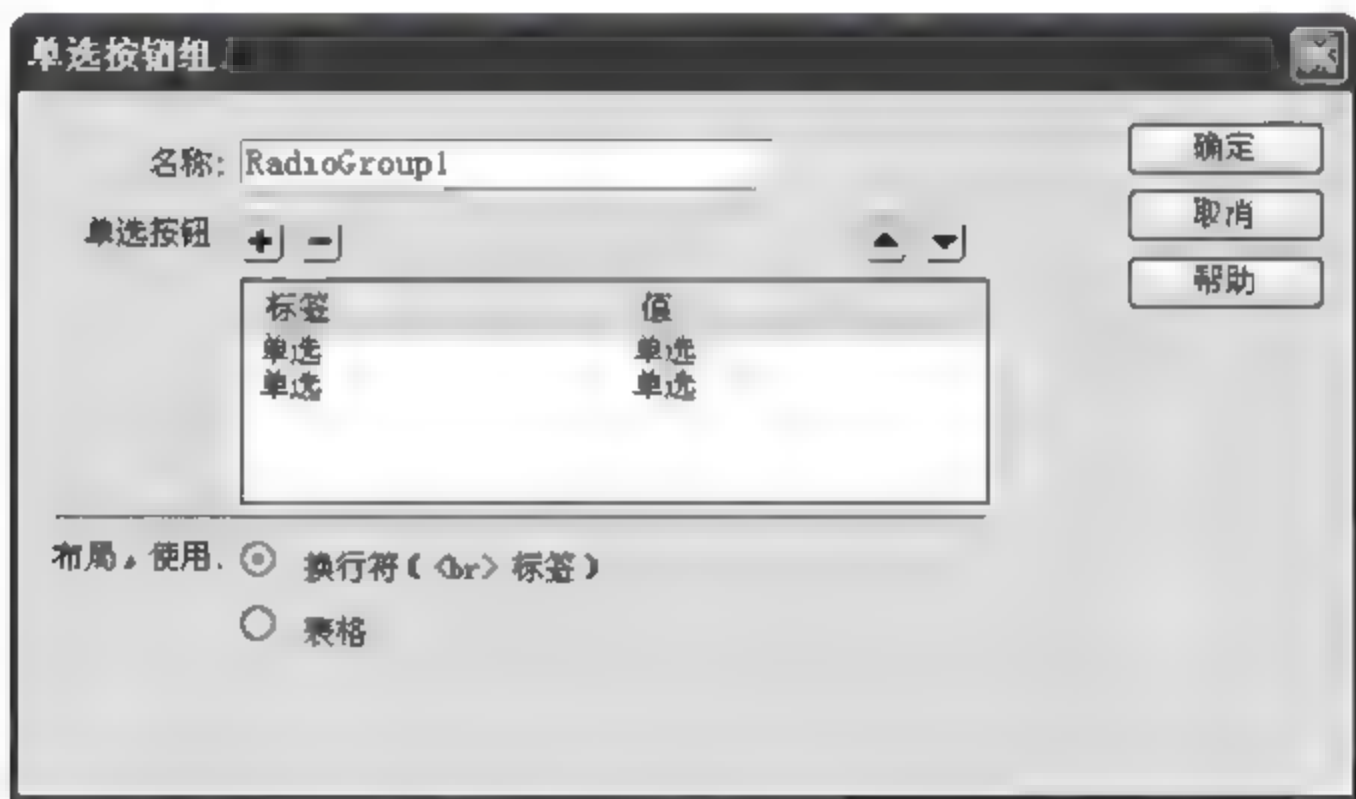 单选按钮组
名称: RadioGroup1
确定
单选按钮
取消
帮助
标签 值
单选 单选
单选 单选
布局,使用: 换行符(<br> 标签)
表格